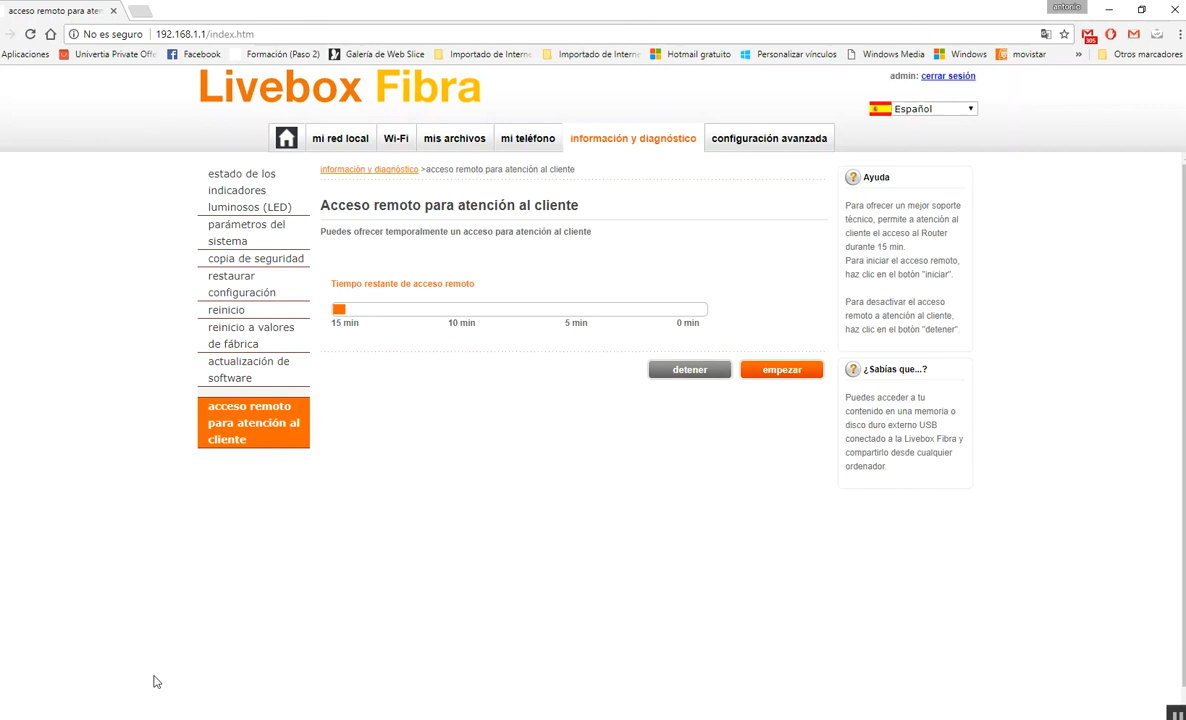 acceso remoto para aten
antonio
No es seguro
192.168.1.1/index.htm
305
Aplicaciones
Univertia Private Offi
Facebook
Formación (Paso 2)
Galería de Web Slice
Importado de Intern
Importado de Intern
Hotmail gratuito
Personalizar vínculos
Windows Media
Windows
movistar
»
Otros marcadores
Livebox Fibra
admin: cerrar sesión
Español
mi red local
Wi-Fi
mis archivos
mi teléfono
información y diagnóstico
configuración avanzada
estado de los
indicadores
luminosos (LED)
parámetros del
sistema
copia de seguridad
restaurar
configuración
reinicio
reinicio a valores
de fábrica
actualización de
software
acceso remoto
para atención al
cliente
información y diagnóstico >acceso remoto para atención al cliente
Acceso remoto para atención al cliente
Puedes ofrecer temporalmente un acceso para atención al cliente
Tiempo restante de acceso remoto
15 min
10 min
5 min
0 min
detener
empezar
Ayuda
Para ofrecer un mejor soporte
técnico, permite a atención al
cliente el acceso al Router
durante 15 min.
Para iniciar el acceso remoto,
haz clic en el botón "iniciar".
Para desactivar el acceso
remoto a atención al cliente,
haz clic en el botón "detener".
¿Sabías que...?
Puedes acceder a tu
contenido en una memoria o
disco duro externo USB
conectado a la Livebox Fibra y
compartirlo desde cualquier
ordenador.